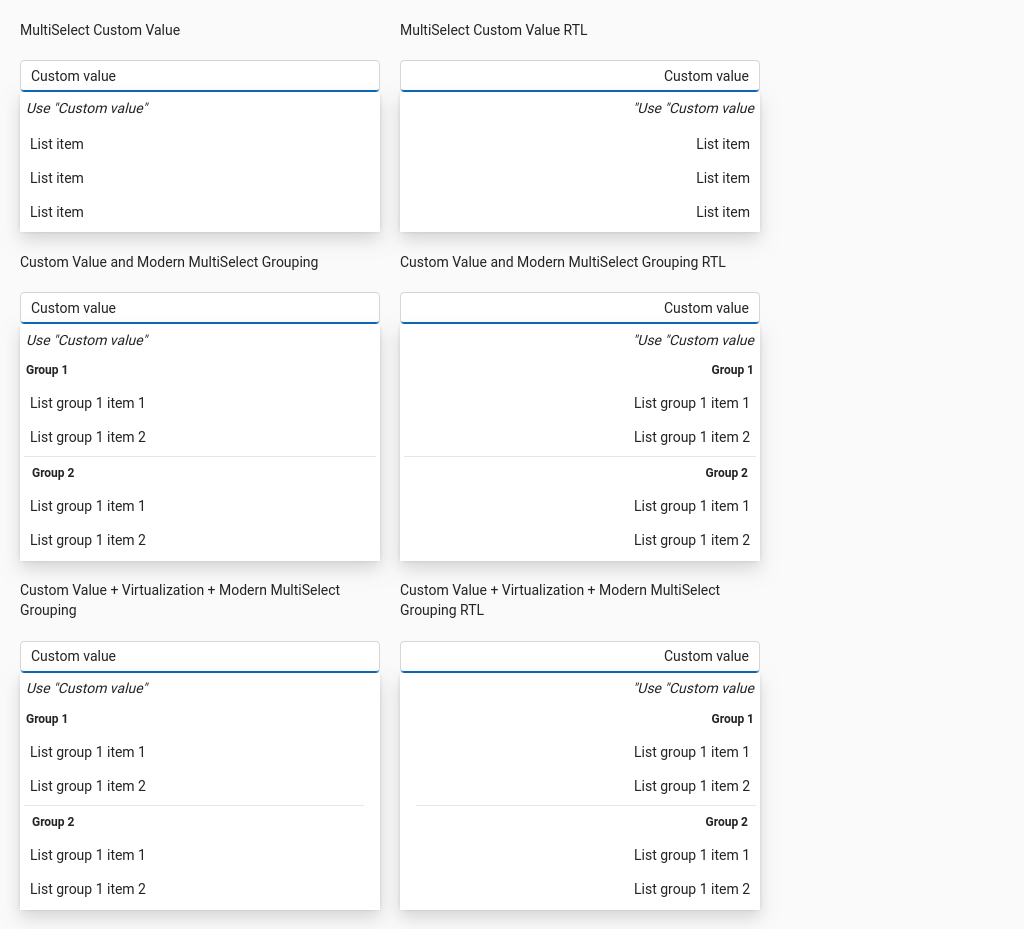 MultiSelect Custom Value
Custom value
Use "Custom value"
List item
List item
List item
MultiSelect Custom Value RTL
Custom value
"Use "Custom value
List item
List item
List item
Custom Value and Modern MultiSelect Grouping
Custom value
Use "Custom value"
Group 1
List group 1 item 1
List group 1 item 2
Group 2
List group 1 item 1
List group 1 item 2
Custom Value and Modern MultiSelect Grouping RTL
Custom value
"Use "Custom value
Group 1
List group 1 item 1
List group 1 item 2
Group 2
List group 1 item 1
List group 1 item 2
Custom Value + Virtualization + Modern MultiSelect
Grouping
Custom value
Use "Custom value"
Group 1
List group 1 item 1
List group 1 item 2
Group 2
List group 1 item 1
List group 1 item 2
Custom Value + Virtualization + Modern MultiSelect
Grouping RTL
Custom value
"Use "Custom value
Group 1
List group 1 item 1
List group 1 item 2
Group 2
List group 1 item 1
List group 1 item 2